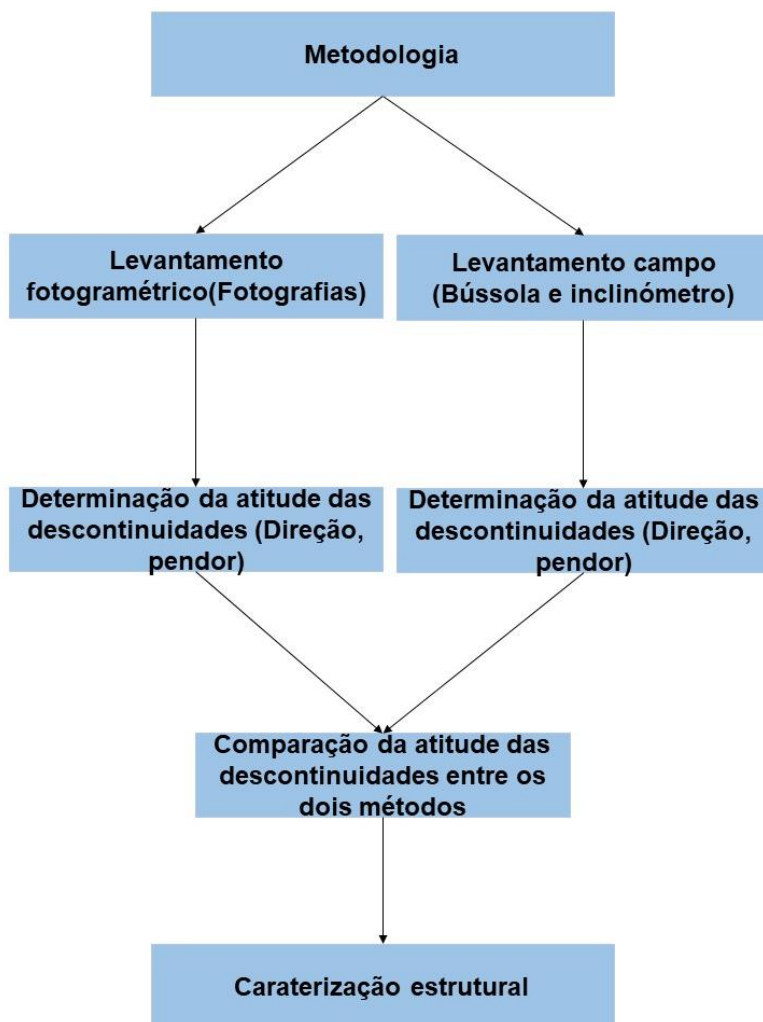 Metodologia
Levantamento
fotogramétrico(Fotografias)
Levantamento campo
(Bússola e inclinómetro)
Determinação da atitude das
descontinuidades (Direção,
pendor)
Determinação da atitude das
descontinuidades (Direção,
pendor)
Comparação da atitude das
descontinuidades entre os
dois métodos
Caraterização estrutural